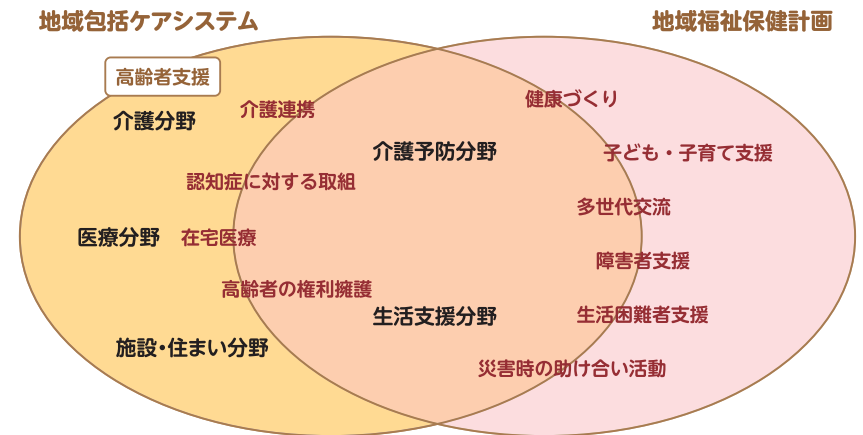 地域包括ケアシステム
地域福祉保健計画
高齢者支援
介護分野
介護連携
健康づくり
介護予防分野
子ども・子育て支援
認知症に対する取組
多世代交流
医療分野
在宅医療
障害者支援
高齢者の権利擁護
生活支援分野
生活困難者支援
施設・住まい分野
災害時の助け合い活動